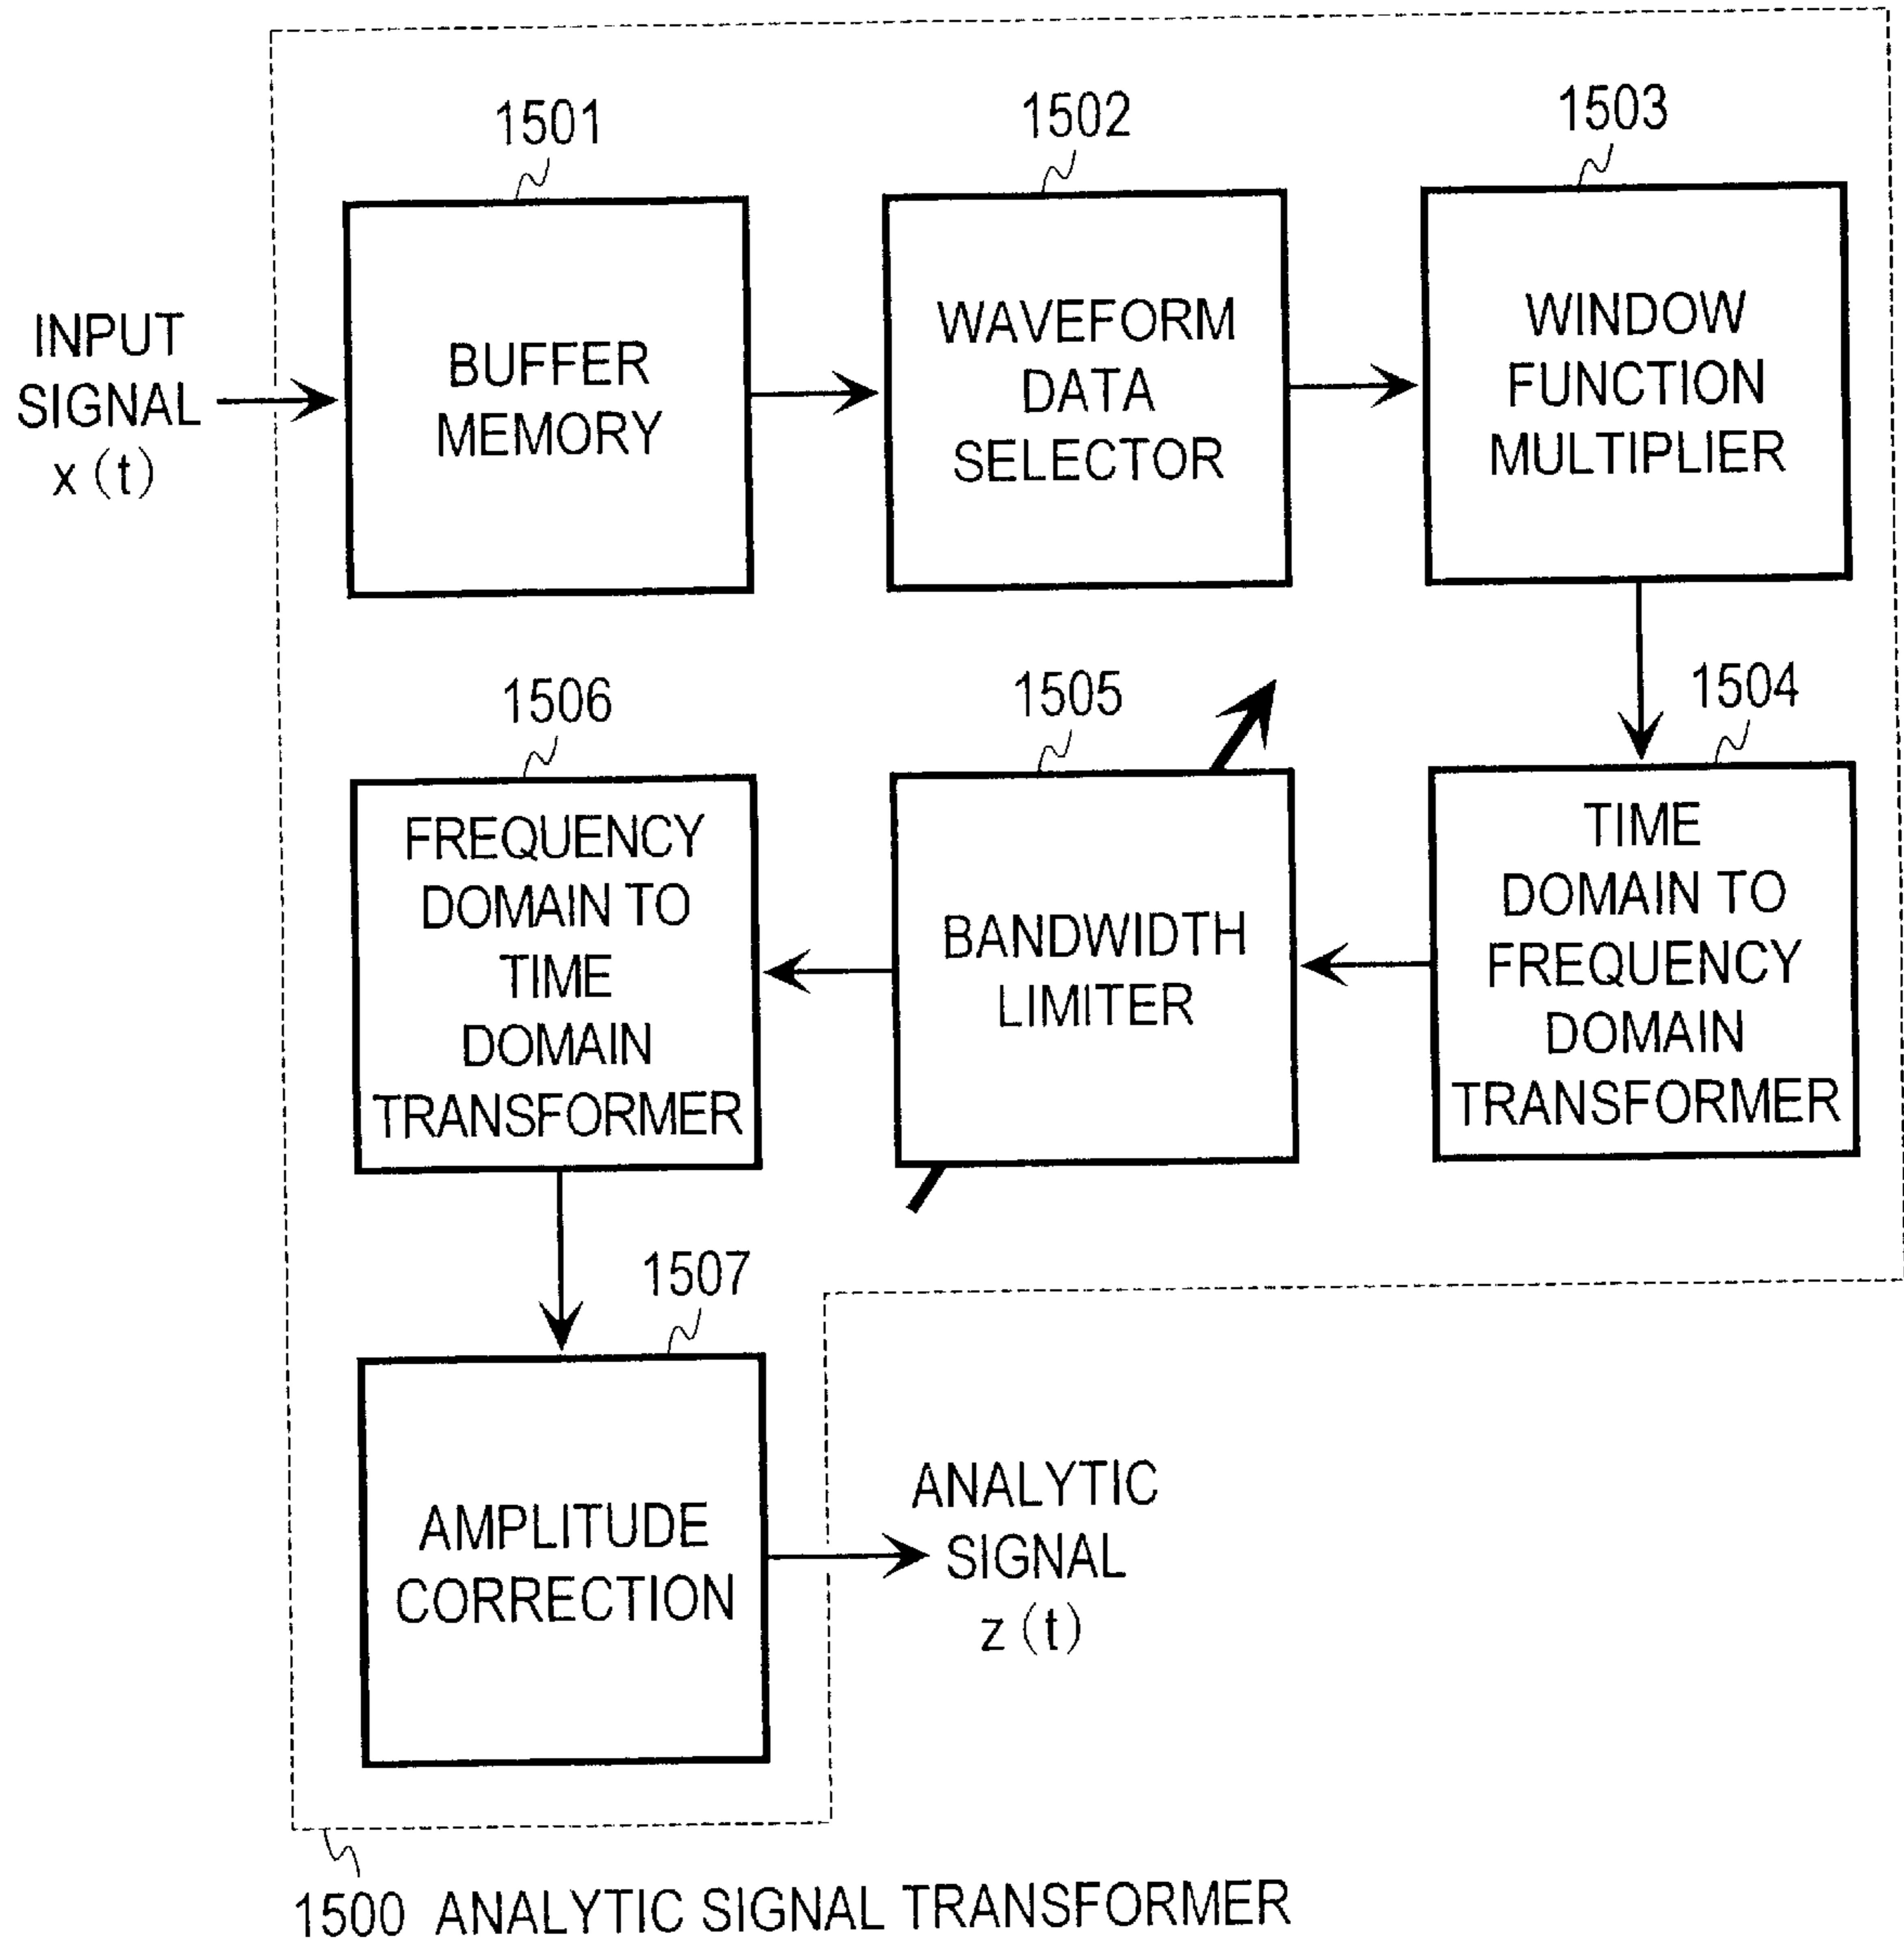 1501
1502
1503
INPUT
SIGNAL
x (t)
BUFFER
MEMORY
WAVEFORM
DATA
SELECTOR
WINDOW
FUNCTION
MULTIPLIER
1506
1505
1504
FREQUENCY
DOMAIN TO
TIME
DOMAIN
TRANSFORMER
BANDWIDTH
LIMITER
TIME
DOMAIN TO
FREQUENCY
DOMAIN
TRANSFORMER
1507
AMPLITUDE
CORRECTION
ANALYTIC
SIGNAL
z (t)
1500 ANALYTIC SIGNAL TRANSFORMER